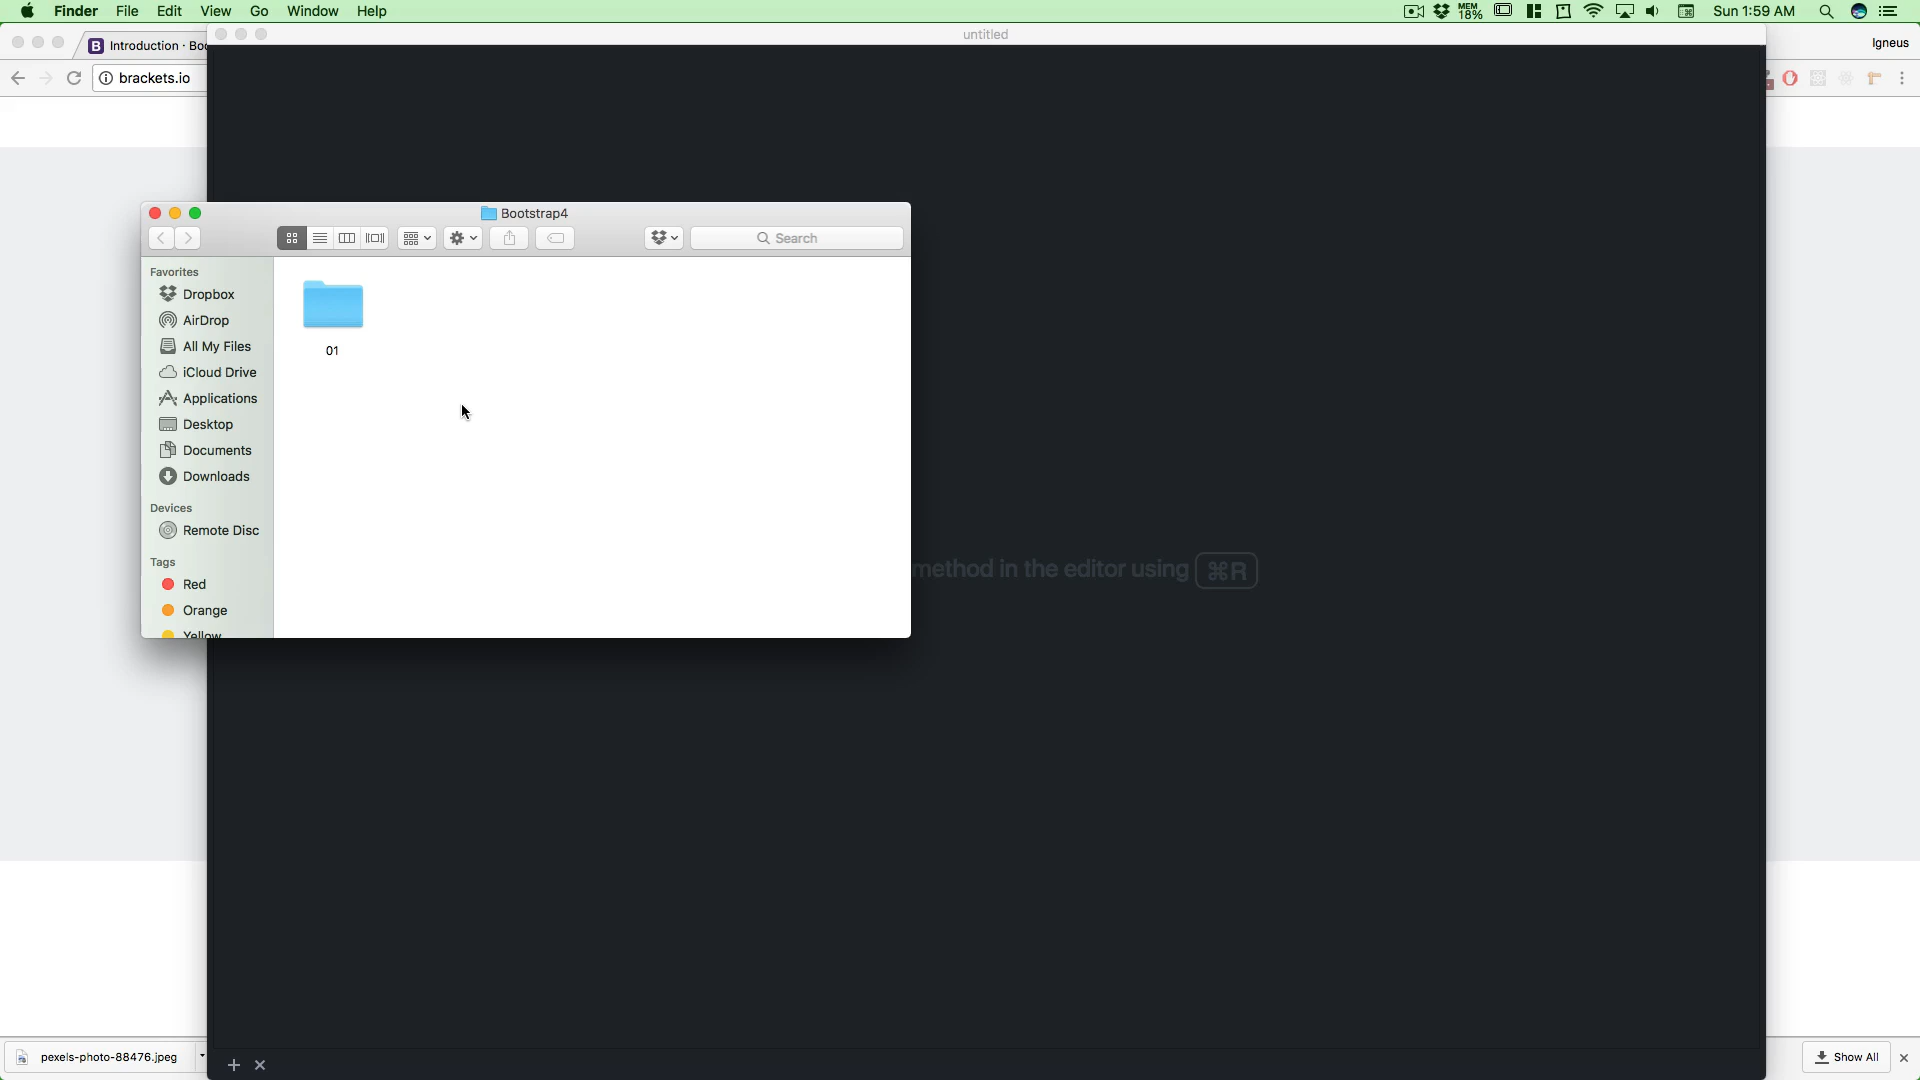 Finder File Edit View Go Window Help
MEM 18% Sun 1:59 AM
untitled
Introduction · Boo
Igneus
brackets.io
Bootstrap4
Search
Favorites
Dropbox
AirDrop
All My Files
iCloud Drive
Applications
Desktop
Documents
Downloads
Devices
Remote Disc
Tags
Red
Orange
Yellow
01
method in the editor using ⌘R
pexels-photo-88476.jpeg
Show All